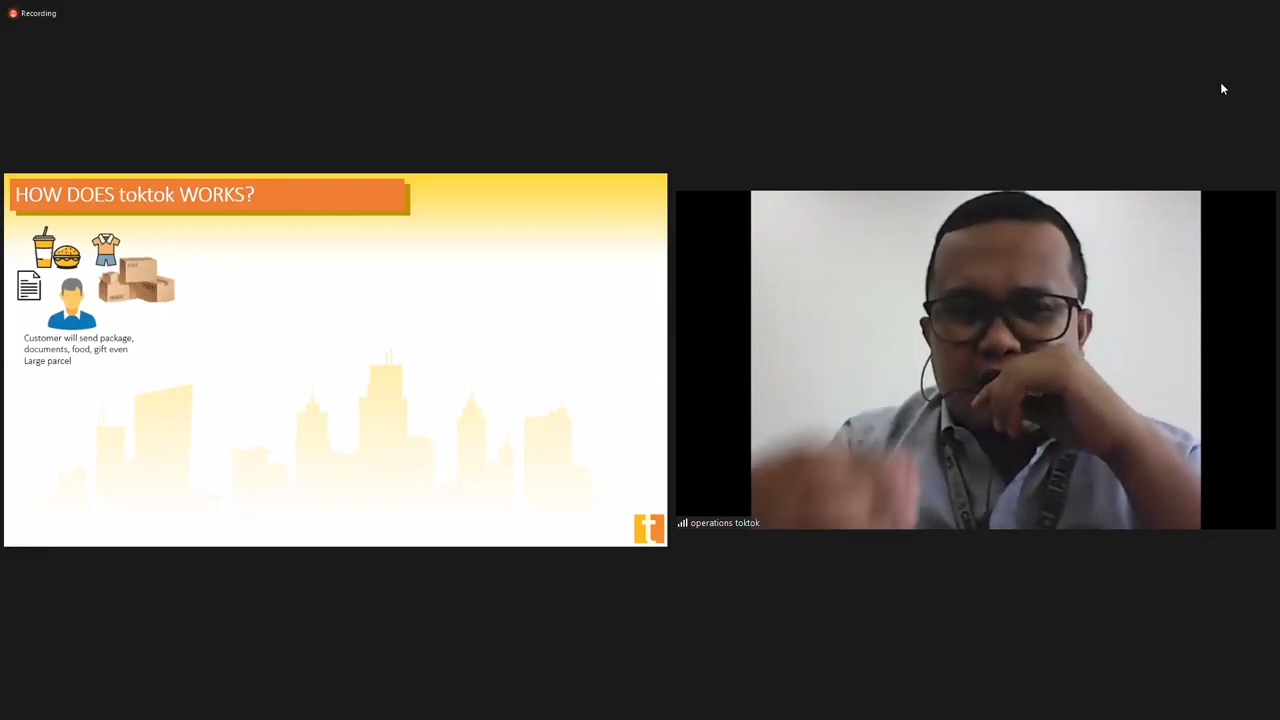 Recording
HOW DOES toktok WORKS?
Customer will send package,
documents, food, gift even
Large parcel
t
operations toktok